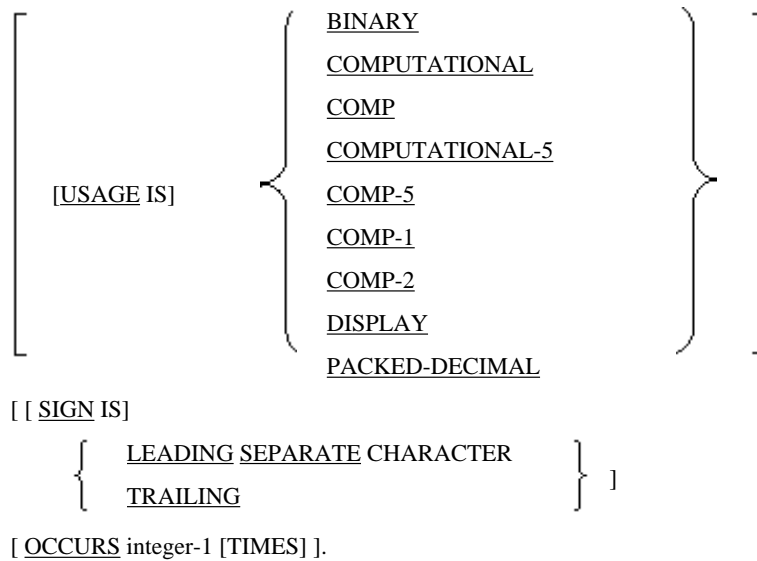 BINARY
COMPUTATIONAL
COMP
COMPUTATIONAL-5
[USAGE IS] COMP-5
COMP-1
COMP-2
DISPLAY
PACKED-DECIMAL
[ [ SIGN IS]
LEADING SEPARATE CHARACTER
TRAILING ]
[ OCCURS integer-1 [TIMES] ].